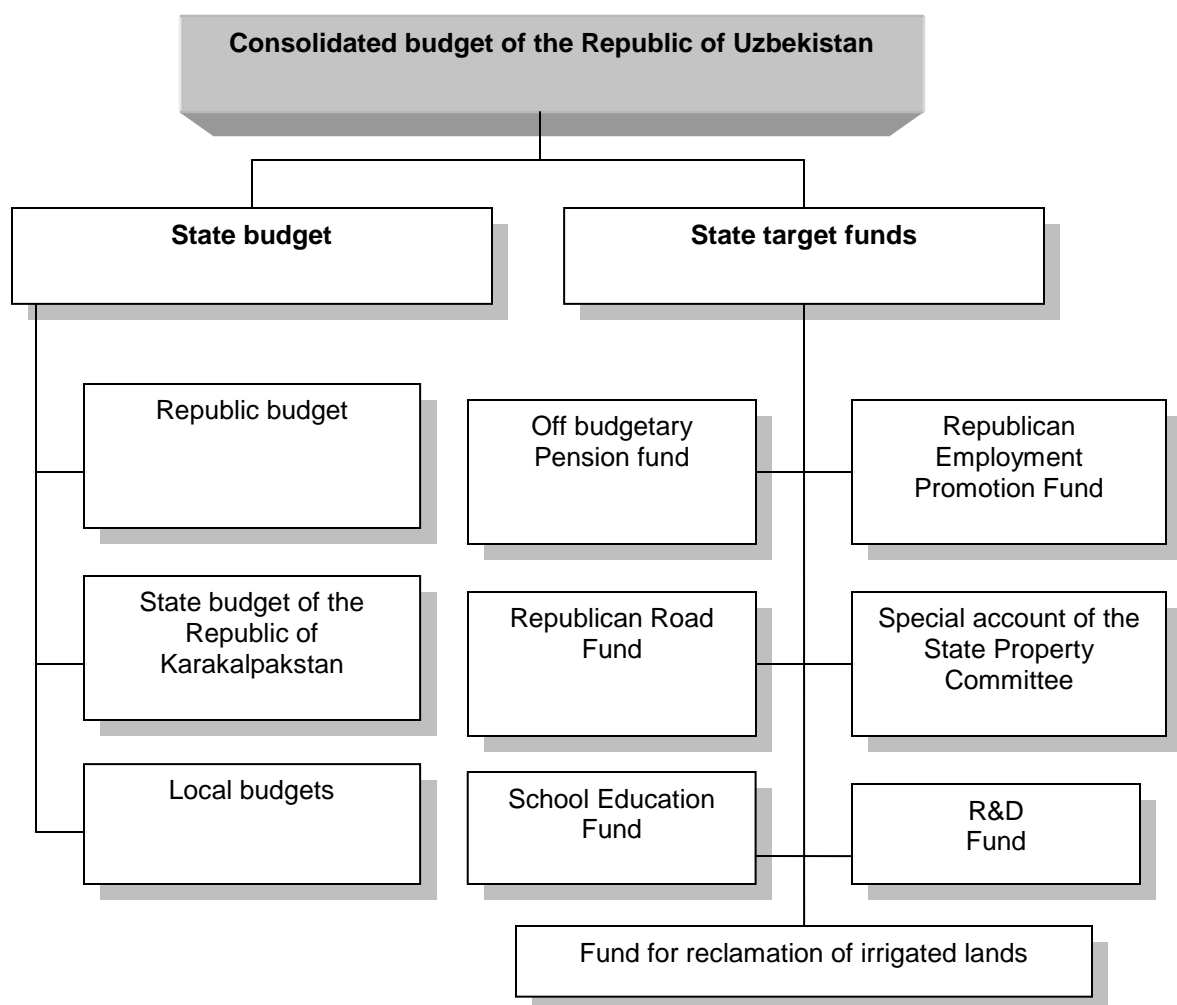 Consolidated budget of the Republic of Uzbekistan
State budget
State target funds
Republic budget
Off budgetary
Pension fund
Republican
Employment
Promotion Fund
State budget of the
Republic of
Karakalpakstan
Republican Road
Fund
Special account of the
State Property
Committee
Local budgets
School Education
Fund
R&D
Fund
Fund for reclamation of irrigated lands